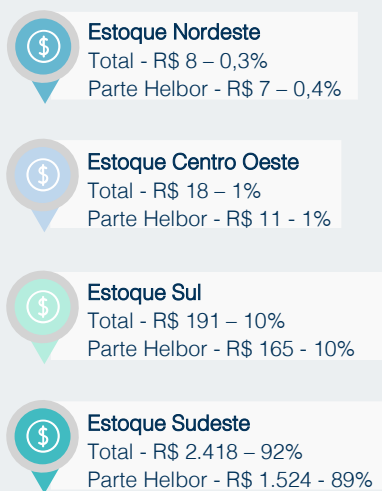 $
Estoque Nordeste
Total - R$ 8 – 0,3%
Parte Helbor - R$ 7 – 0,4%
$
Estoque Centro Oeste
Total - R$ 18 – 1%
Parte Helbor - R$ 11 - 1%
$
Estoque Sul
Total - R$ 191 – 10%
Parte Helbor - R$ 165 - 10%
$
Estoque Sudeste
Total - R$ 2.418 – 92%
Parte Helbor - R$ 1.524 - 89%